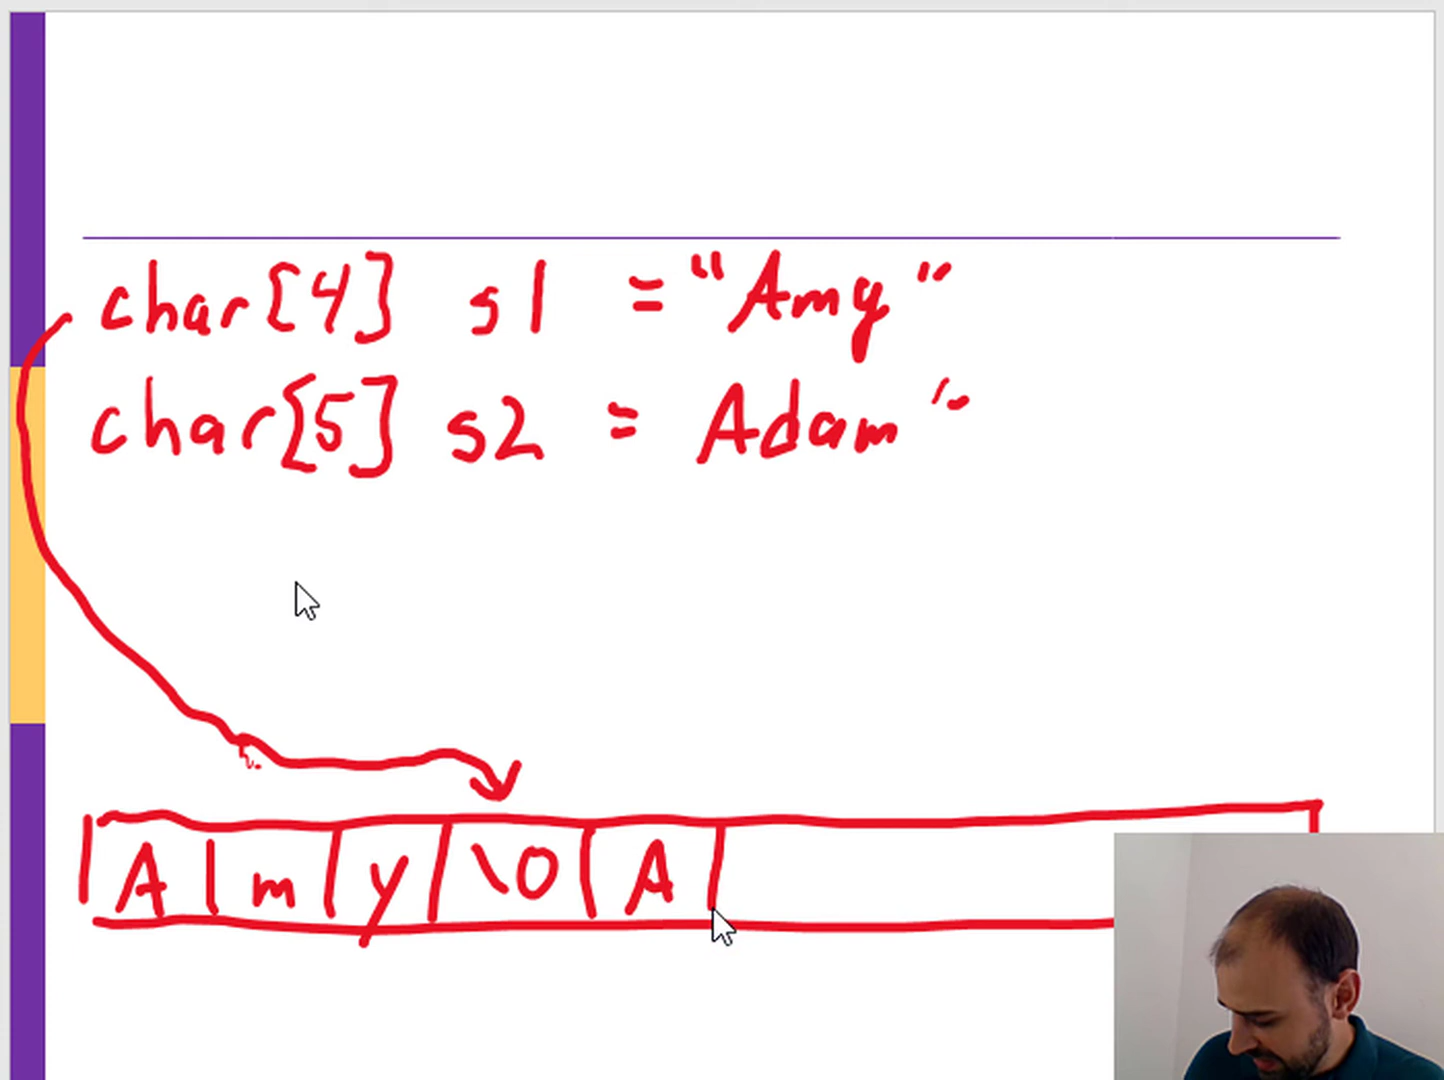 char[4] s1 = "Amy"
char[5] s2 = Adam"
A m y \0 A